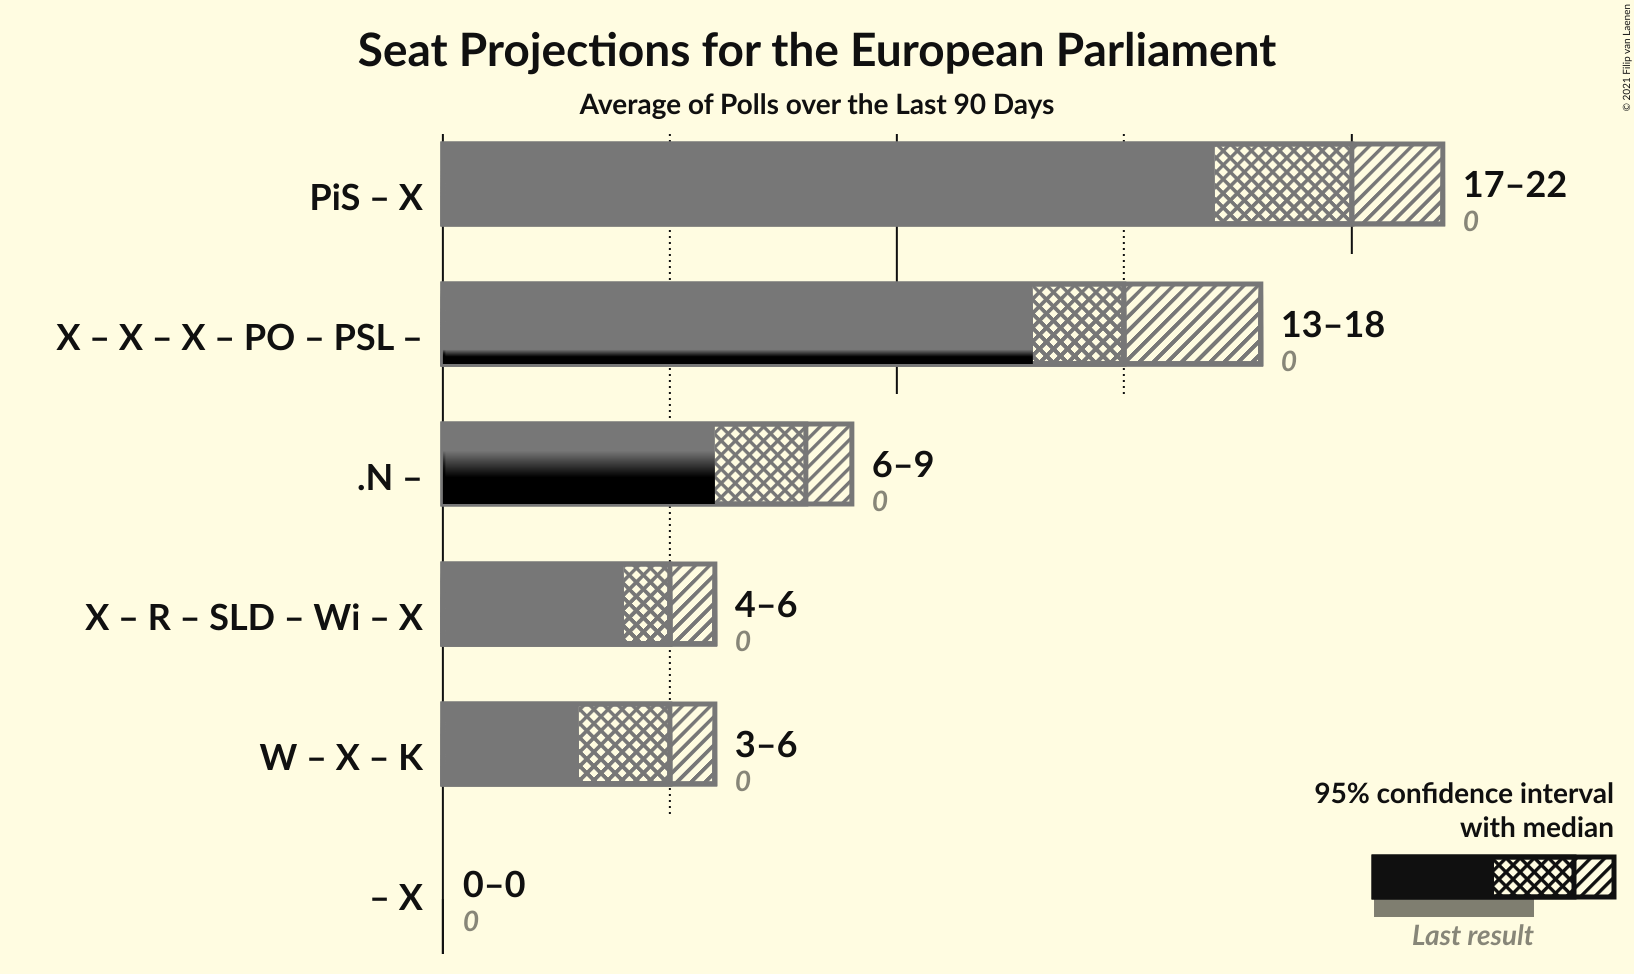 Seat Projections for the European Parliament
Average of Polls over the Last 90 Days
© 2021 Filip van Laenen
PiS – X
17–22
0
X – X – X – PO – PSL –
13–18
0
.N –
6–9
0
X – R – SLD – Wi – X
4–6
0
W – X – K
3–6
0
– X
0–0
0
95% confidence interval
with median
Last result